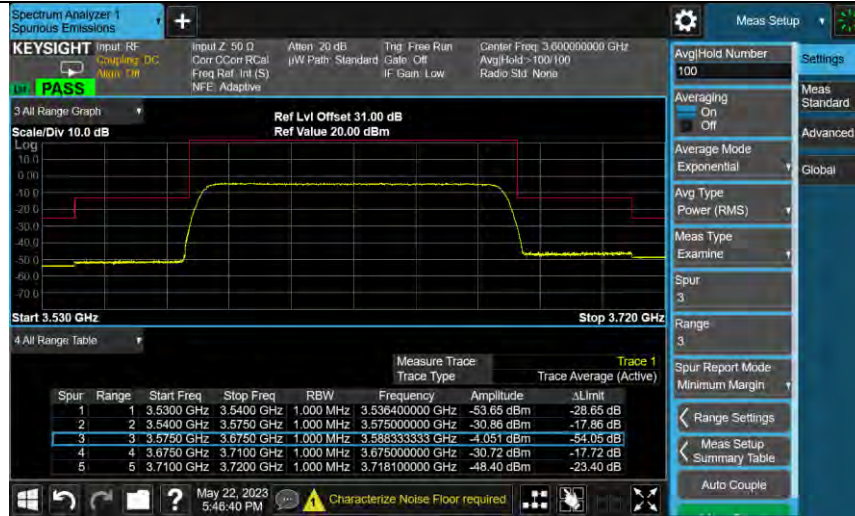 Spectrum Analyzer 1
Spurious Emissions
Meas Setup
KEYSIGHT Input: RF
Coupling: DC
Align: Off
Input Z: 50 Ω
Corr CCorr RCal
Freq Ref: Int (S)
NFE: Adaptive
Atten: 20 dB
µW Path: Standard
Trig: Free Run
Gate: Off
IF Gain: Low
Center Freq: 3.600000000 GHz
Avg|Hold:>100/100
Radio Std: None
PASS
3 All Range Graph
Scale/Div 10.0 dB
Ref Lvl Offset 31.00 dB
Ref Value 20.00 dBm
Log
10.0
0.00
-10.0
-20.0
-30.0
-40.0
-50.0
-60.0
-70.0
Start 3.530 GHz
Stop 3.720 GHz
4 All Range Table
Measure Trace Trace 1
Trace Type Trace Average (Active)
Spur Range Start Freq Stop Freq RBW Frequency Amplitude ΔLimit
1 1 3.5300 GHz 3.5400 GHz 1.000 MHz 3.536400000 GHz -53.65 dBm -28.65 dB
2 2 3.5400 GHz 3.5750 GHz 1.000 MHz 3.575000000 GHz -30.86 dBm -17.86 dB
3 3 3.5750 GHz 3.6750 GHz 1.000 MHz 3.588333333 GHz -4.051 dBm -54.05 dB
4 4 3.6750 GHz 3.7100 GHz 1.000 MHz 3.675000000 GHz -30.72 dBm -17.72 dB
5 5 3.7100 GHz 3.7200 GHz 1.000 MHz 3.718100000 GHz -48.40 dBm -23.40 dB
May 22, 2023
5:46:40 PM
Characterize Noise Floor required
Avg|Hold Number
100
Averaging
On
Off
Average Mode
Exponential
Avg Type
Power (RMS)
Meas Type
Examine
Spur
3
Range
3
Spur Report Mode
Minimum Margin
Range Settings
Meas Setup
Summary Table
Auto Couple
Settings
Meas
Standard
Advanced
Global